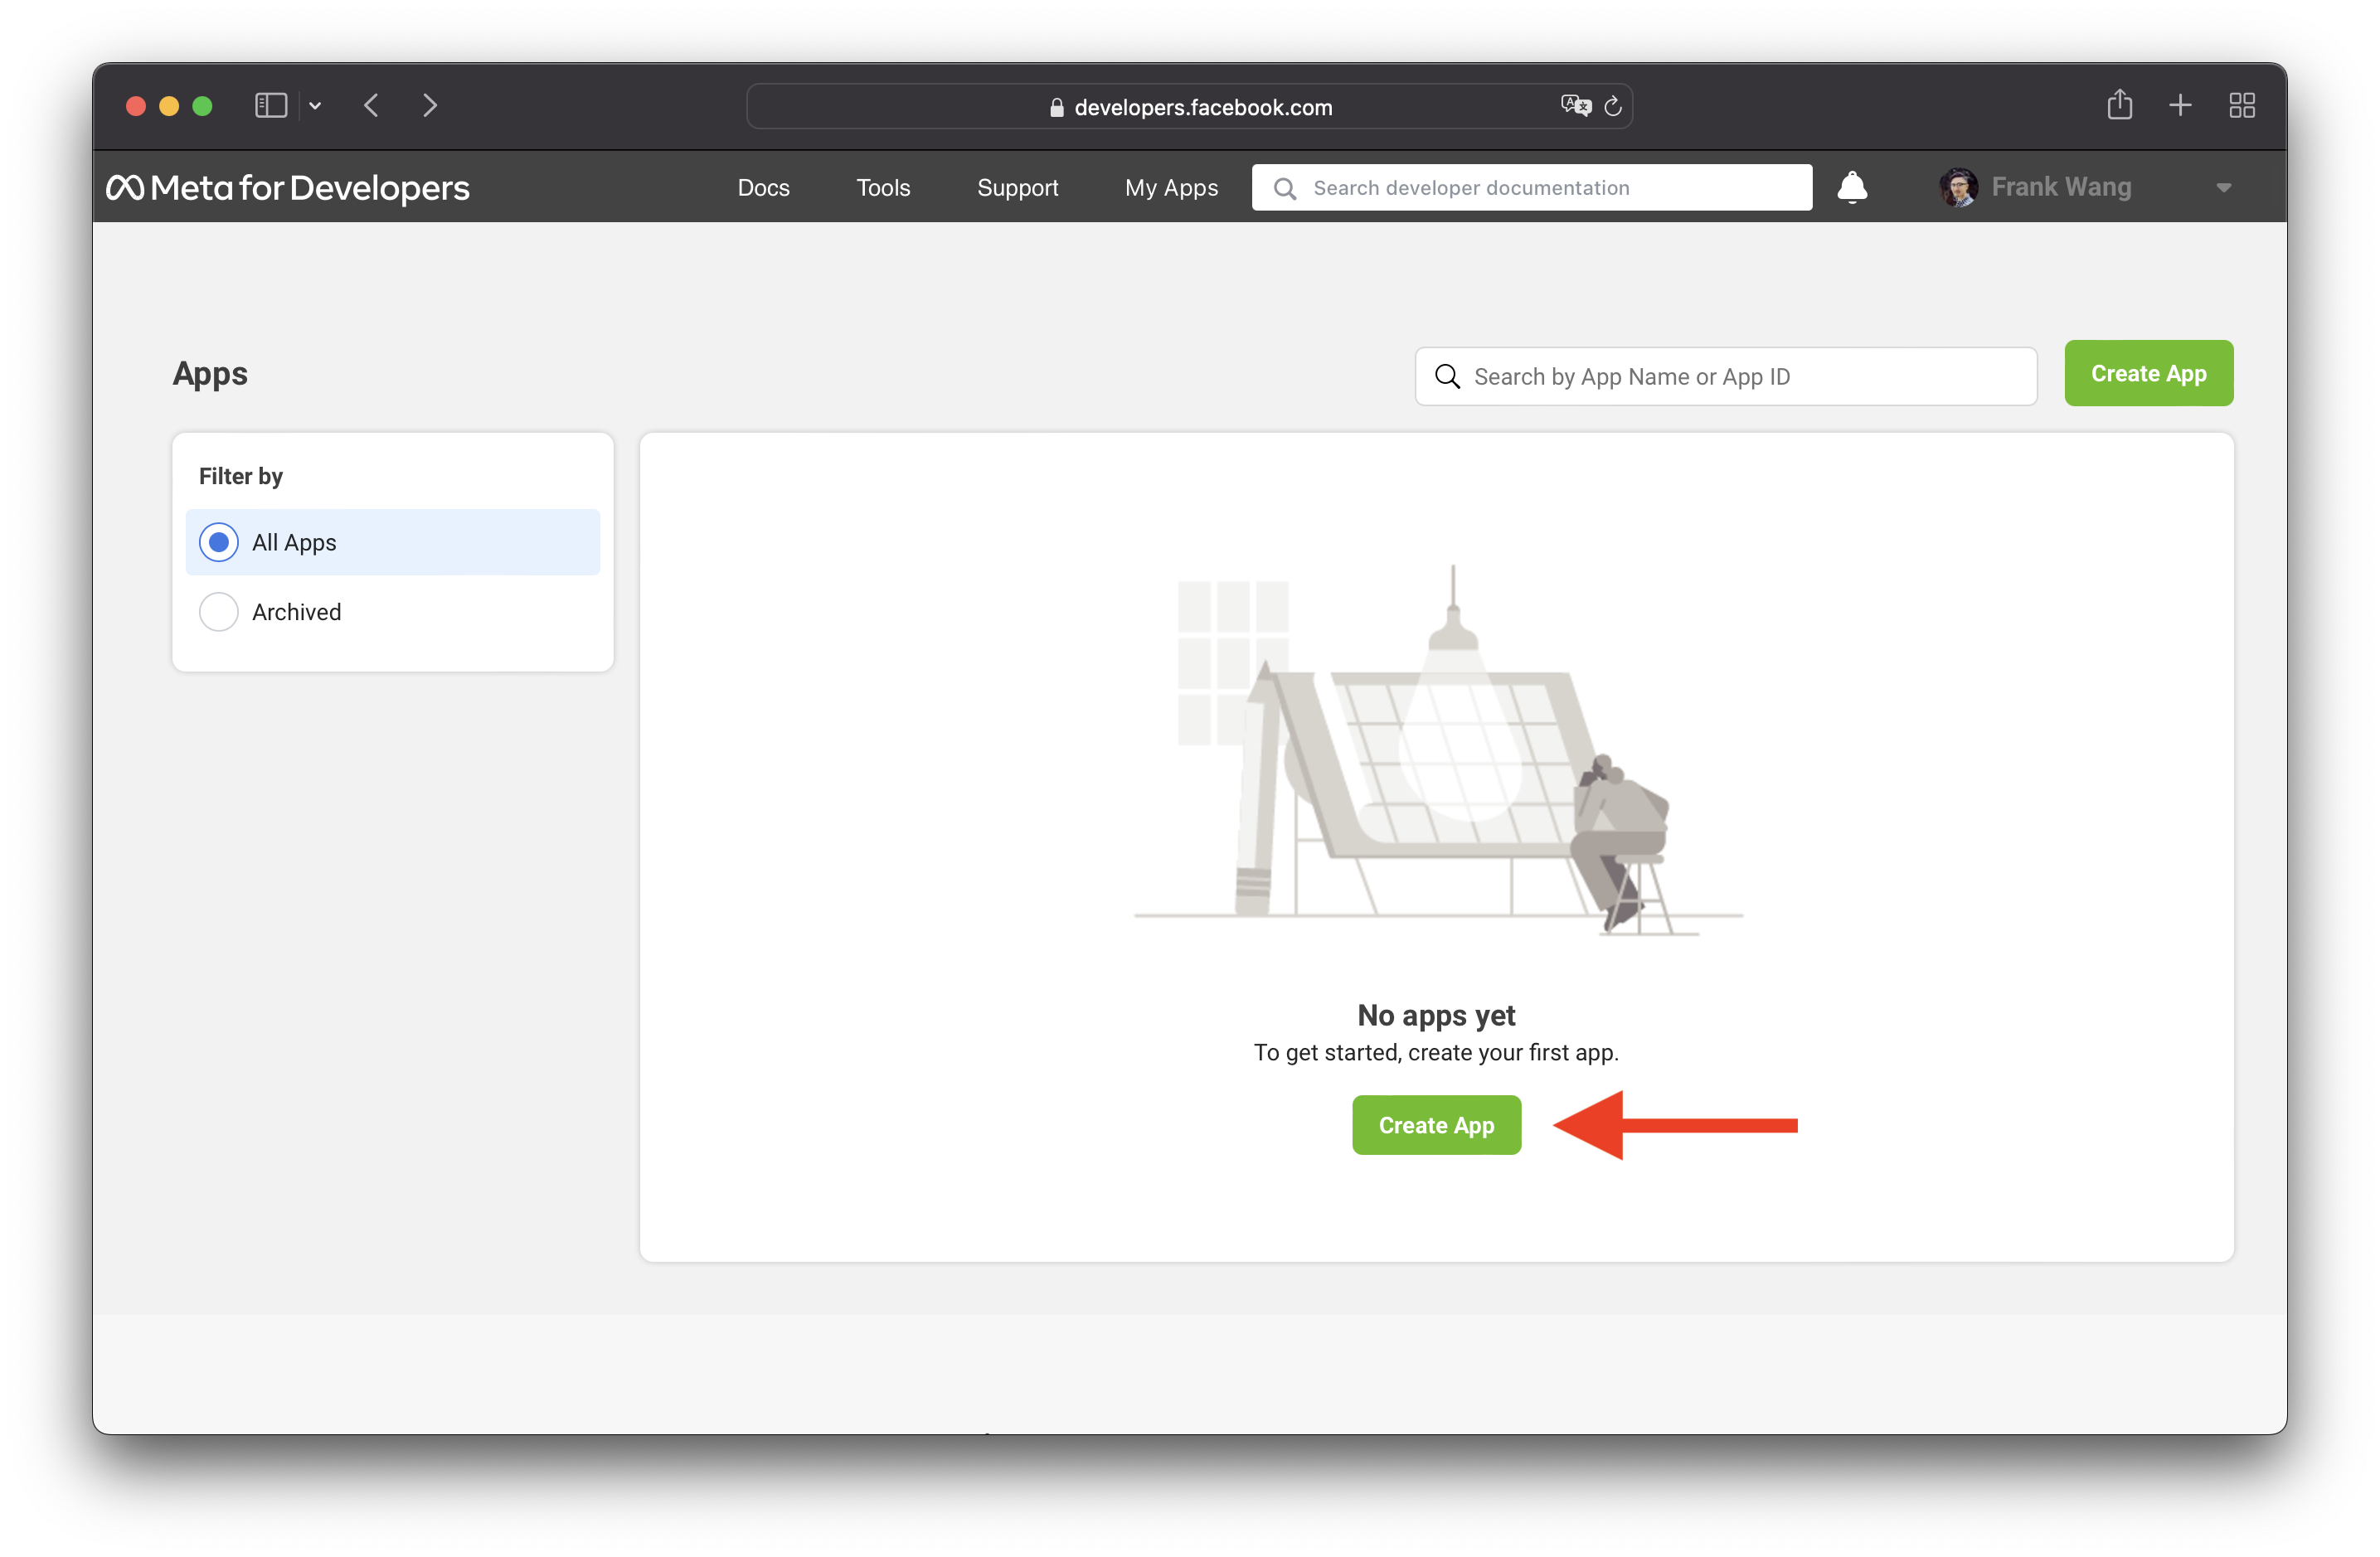 developers.facebook.com
Meta for Developers Docs Tools Support My Apps Search developer documentation Frank Wang
Apps Search by App Name or App ID Create App
Filter by
All Apps
Archived
No apps yet
To get started, create your first app.
Create App